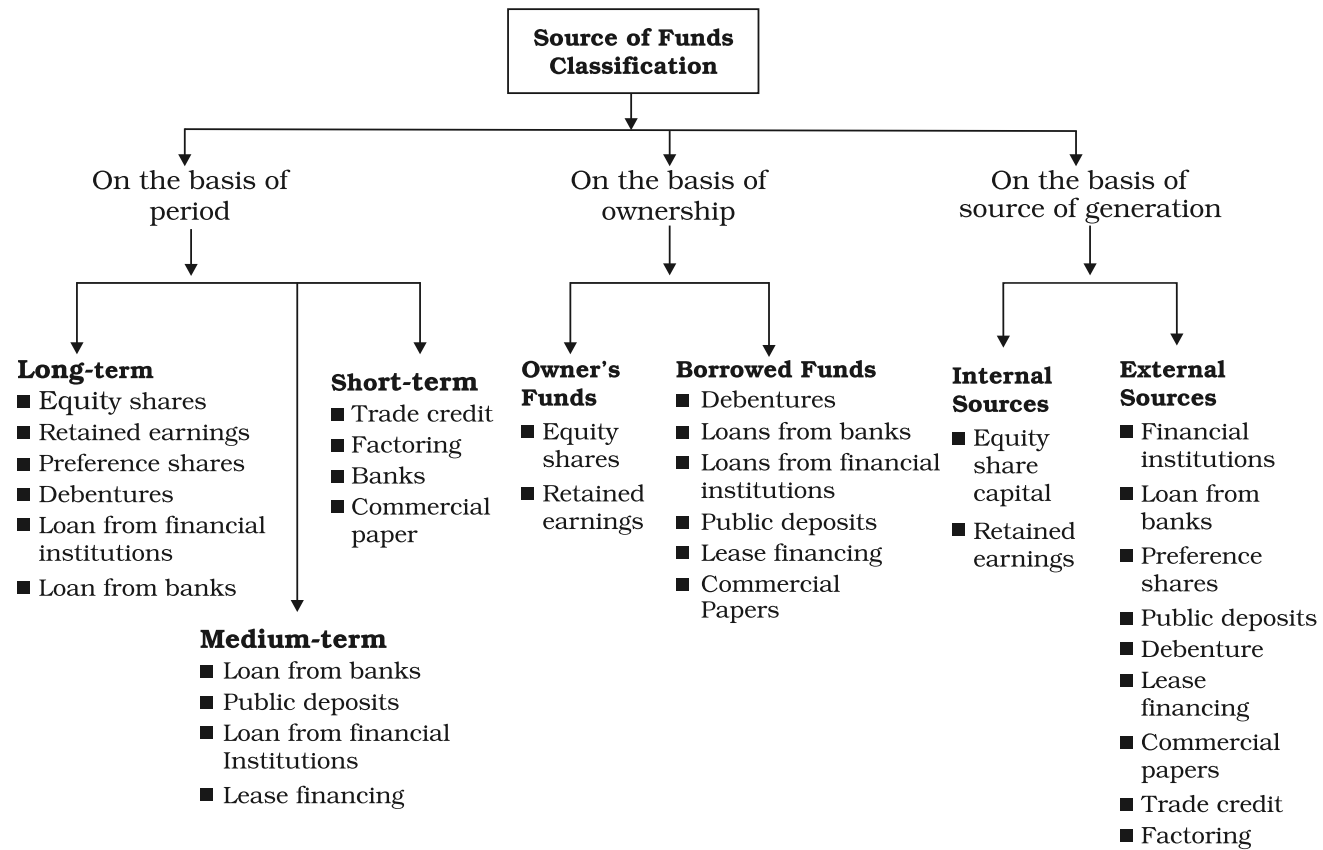 Source of Funds
Classification
On the basis of
period
On the basis of
ownership
On the basis of
source of generation
Long-term
■ Equity shares
■ Retained earnings
■ Preference shares
■ Debentures
■ Loan from financial
institutions
■ Loan from banks
Medium-term
■ Loan from banks
■ Public deposits
■ Loan from financial
Institutions
■ Lease financing
Short-term
■ Trade credit
■ Factoring
■ Banks
■ Commercial
paper
Owner's
Funds
■ Equity
shares
■ Retained
earnings
Borrowed Funds
■ Debentures
■ Loans from banks
■ Loans from financial
institutions
■ Public deposits
■ Lease financing
■ Commercial
Papers
Internal
Sources
■ Equity
share
capital
■ Retained
earnings
External
Sources
■ Financial
institutions
■ Loan from
banks
■ Preference
shares
■ Public deposits
■ Debenture
■ Lease
financing
■ Commercial
papers
■ Trade credit
■ Factoring